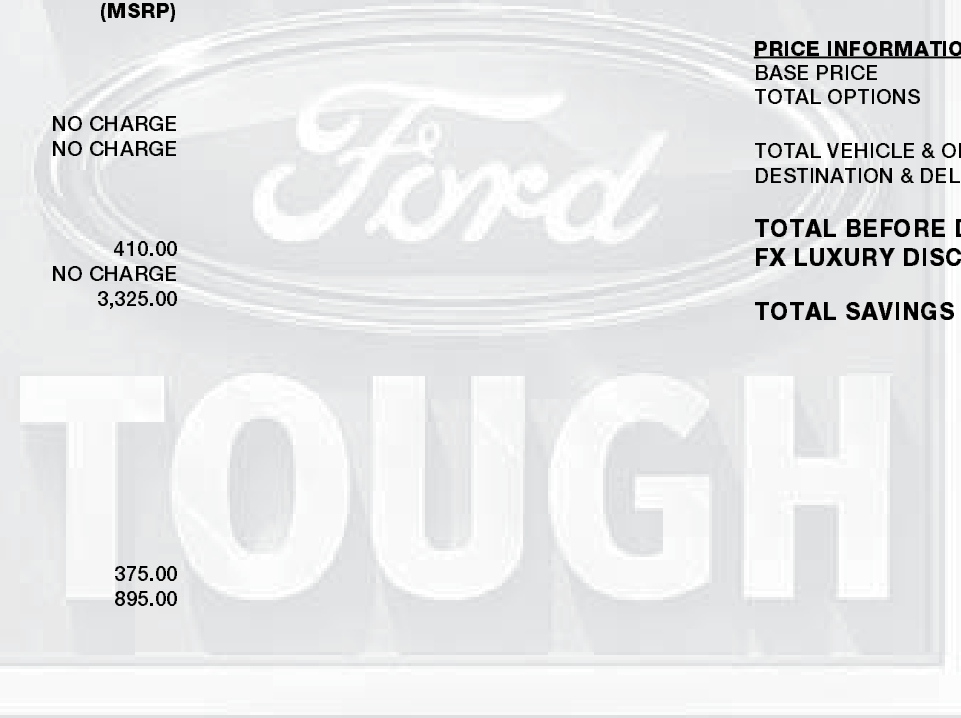 (MSRP)
NO CHARGE
NO CHARGE
410.00
NO CHARGE
3,325.00
375.00
895.00
PRICE INFORMATIO
BASE PRICE
TOTAL OPTIONS
TOTAL VEHICLE & O
DESTINATION & DEL
TOTAL BEFORE D
FX LUXURY DISC
TOTAL SAVINGS
Ford
TOUGH